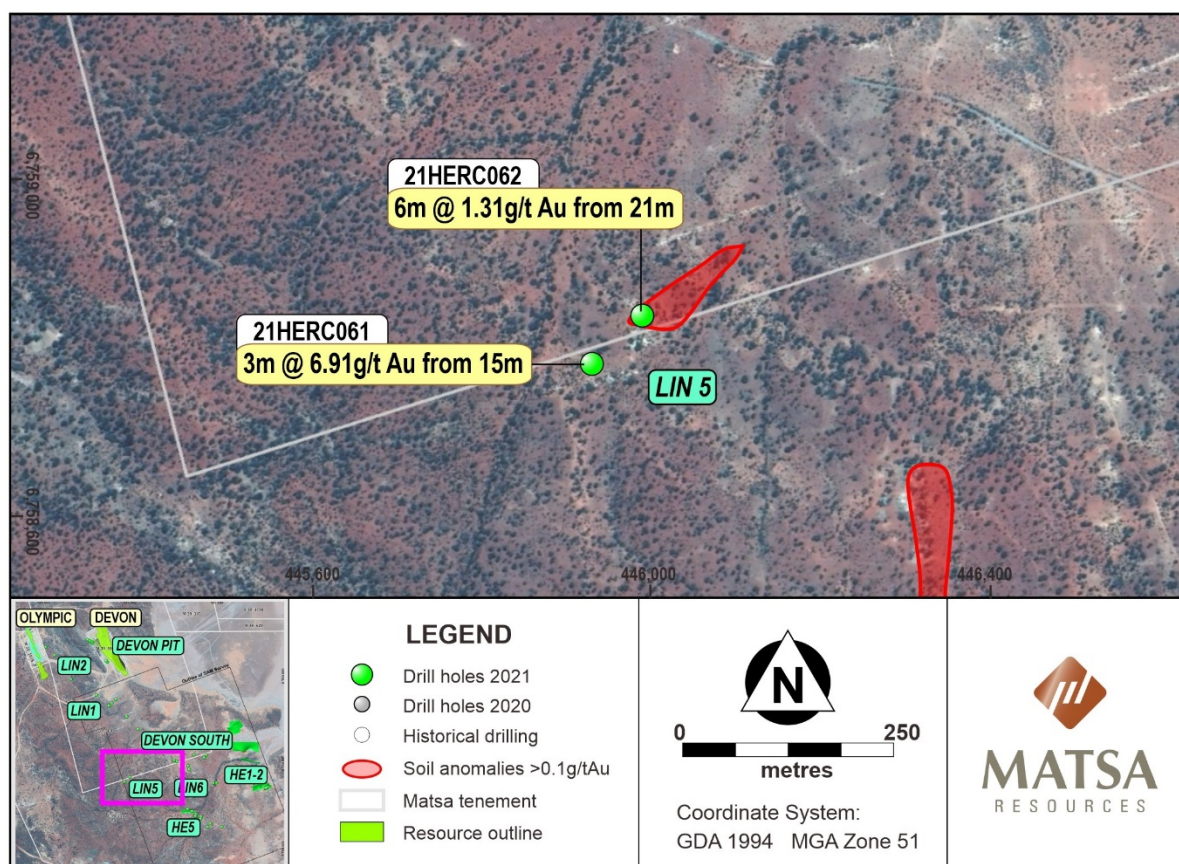 21HERC062
6m @ 1.31g/t Au from 21m
21HERC061
3m @ 6.91g/t Au from 15m
LIN 5
6,759,000
6,758,600
445,600
446,000
446,400
OLYMPIC
DEVON
DEVON PIT
LIN2
LIN1
DEVON SOUTH
HE1-2
LIN5
LIN6
HE5
LEGEND
Drill holes 2021
Drill holes 2020
Historical drilling
Soil anomalies >0.1g/tAu
Matsa tenement
Resource outline
N
0 250
metres
Coordinate System:
GDA 1994 MGA Zone 51
MATSA
RESOURCES